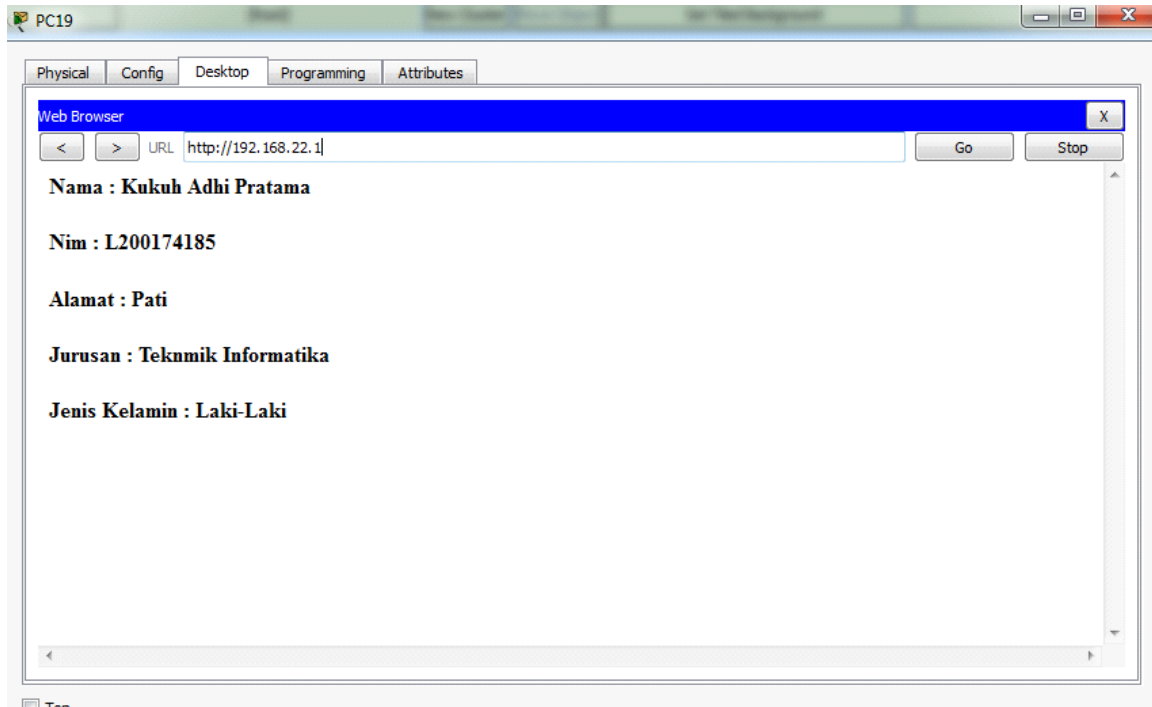 PC19
Physical Config Desktop Programming Attributes
Web Browser X
< > URL http://192.168.22.1 Go Stop
Nama : Kukuh Adhi Pratama
Nim : L200174185
Alamat : Pati
Jurusan : Teknmik Informatika
Jenis Kelamin : Laki-Laki
Top